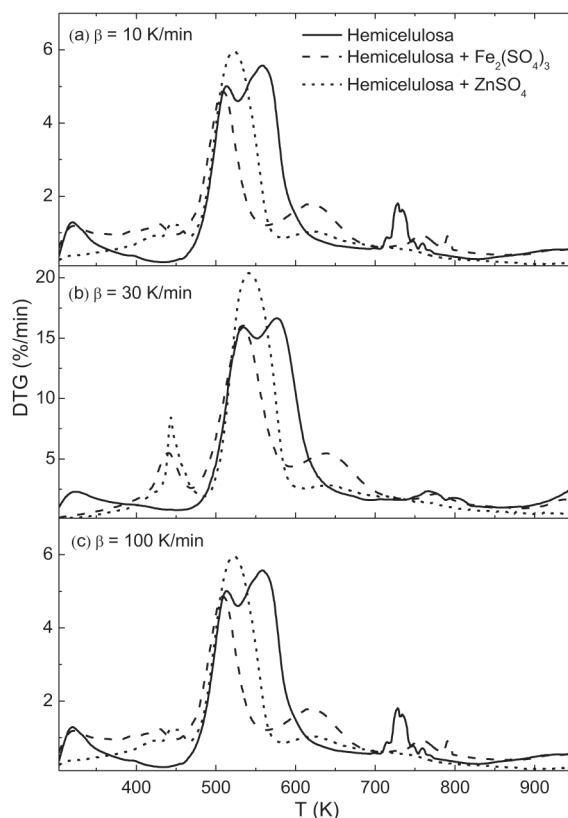 (a) β = 10 K/min
Hemicelulosa
Hemicelulosa + Fe₂(SO₄)₃
Hemicelulosa + ZnSO₄
6
4
2
(b) β = 30 K/min
20
15
10
5
DTG (%/min)
(c) β = 100 K/min
6
4
2
400 500 600 700 800 900
T (K)